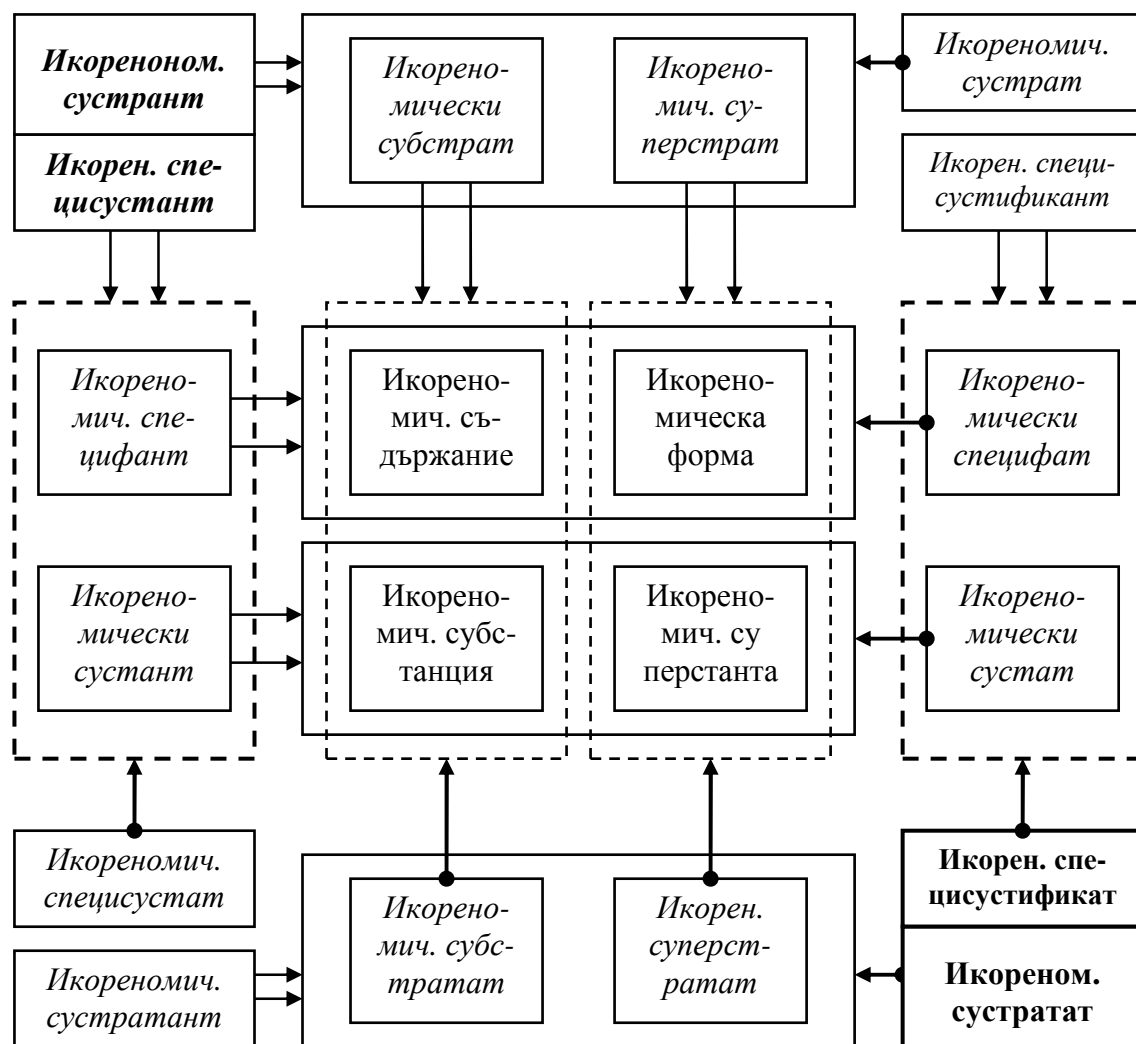 Икореноном.
сустрант
Икорен. спе-
цисустант
Икорено-
мически
субстрат
Икорено-
мич. су-
перстрат
Икореномич.
сустрат
Икорен. специ-
сустификант
Икорено-
мич. спе-
цифант
Икорено-
мич. съ-
държание
Икорено-
мическа
форма
Икорено-
мически
специфат
Икорено-
мически
сустант
Икорено-
мич. субс-
танция
Икорено-
мич. су
перстанта
Икорено-
мически
сустат
Икореномич.
специсустат
Икореномич.
сустратант
Икорено-
мич. субс-
тратат
Икорен.
суперст-
ратат
Икорен. спе-
цисустификат
Икореном.
сустратат